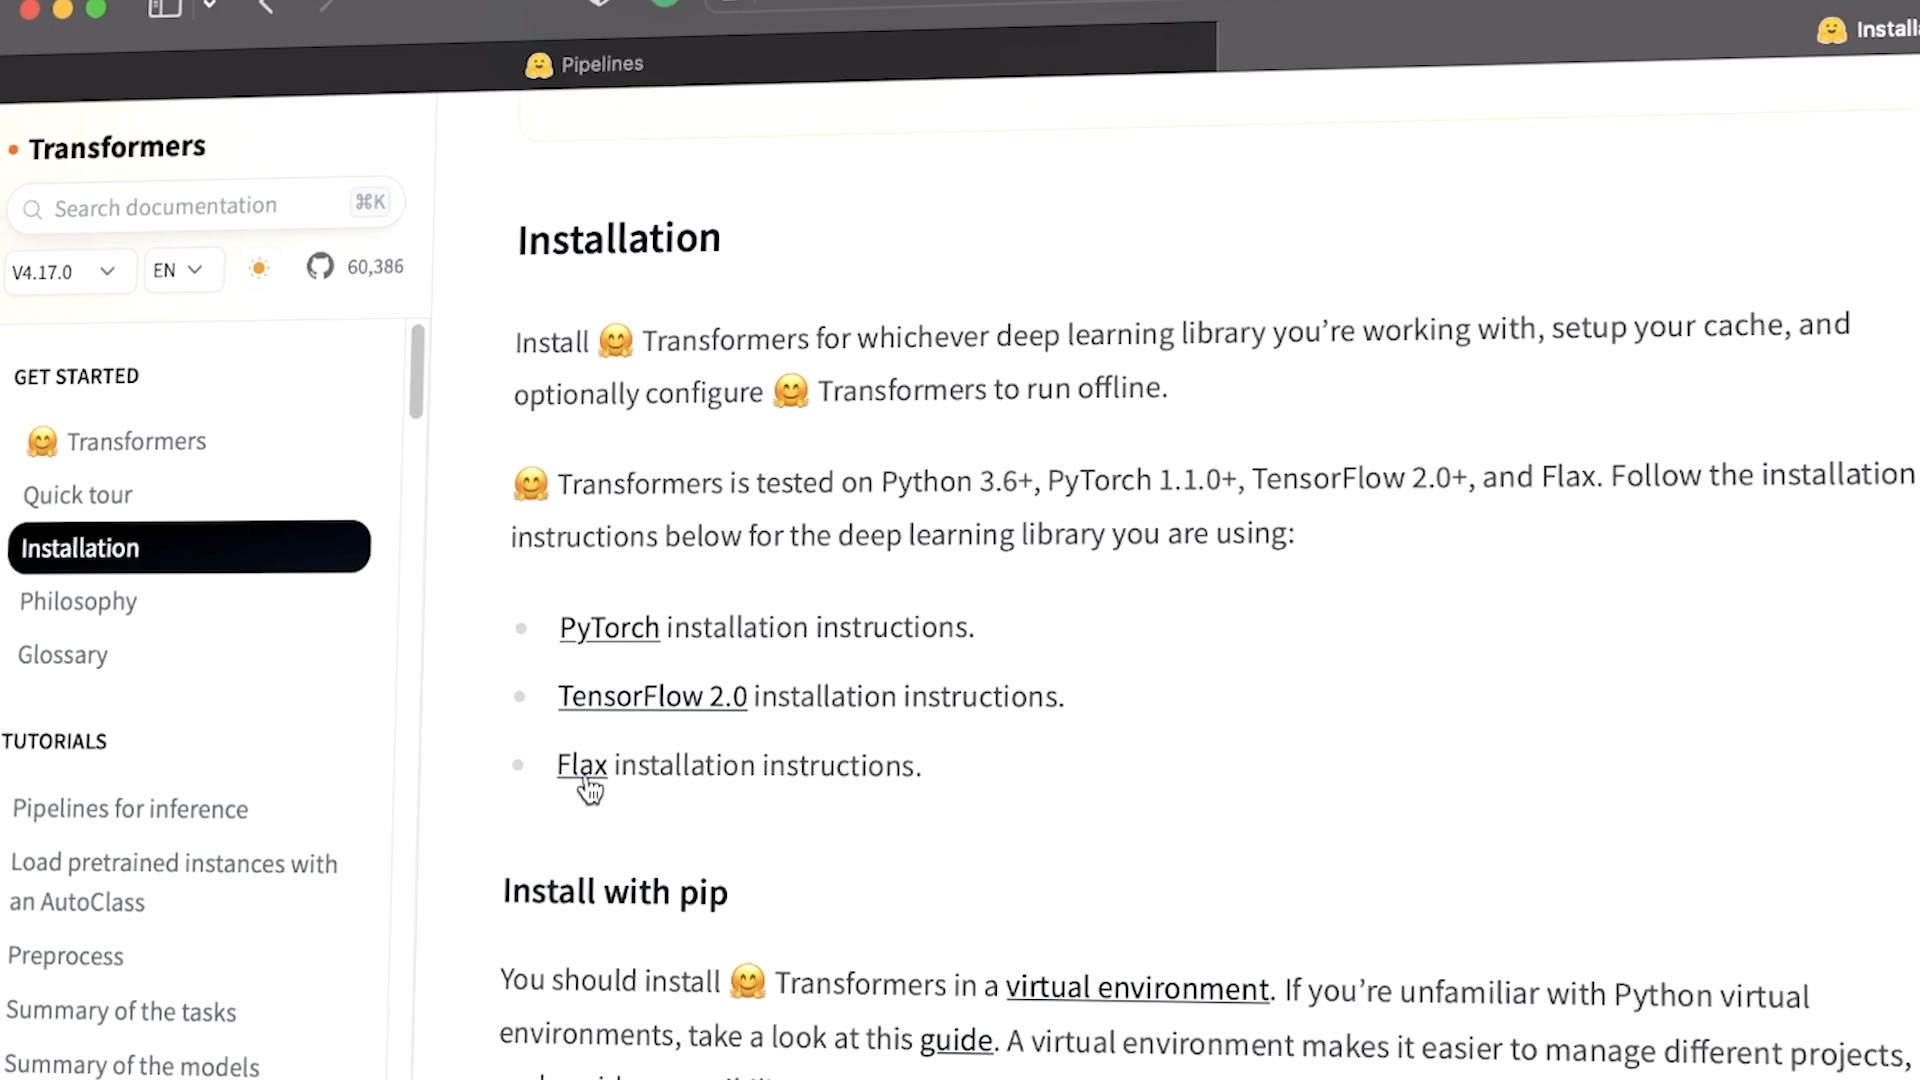 Pipelines
Transformers
Search documentation
⌘K
V4.17.0
EN
60,386
GET STARTED
🤗 Transformers
Quick tour
Installation
Philosophy
Glossary
TUTORIALS
Pipelines for inference
Load pretrained instances with
an AutoClass
Preprocess
Summary of the tasks
Summary of the models
Installation
Install 🤗 Transformers for whichever deep learning library you’re working with, setup your cache, and
optionally configure 🤗 Transformers to run offline.
🤗 Transformers is tested on Python 3.6+, PyTorch 1.1.0+, TensorFlow 2.0+, and Flax. Follow the installation
instructions below for the deep learning library you are using:
PyTorch installation instructions.
TensorFlow 2.0 installation instructions.
Flax installation instructions.
Install with pip
You should install 🤗 Transformers in a virtual environment. If you’re unfamiliar with Python virtual
environments, take a look at this guide. A virtual environment makes it easier to manage different projects,